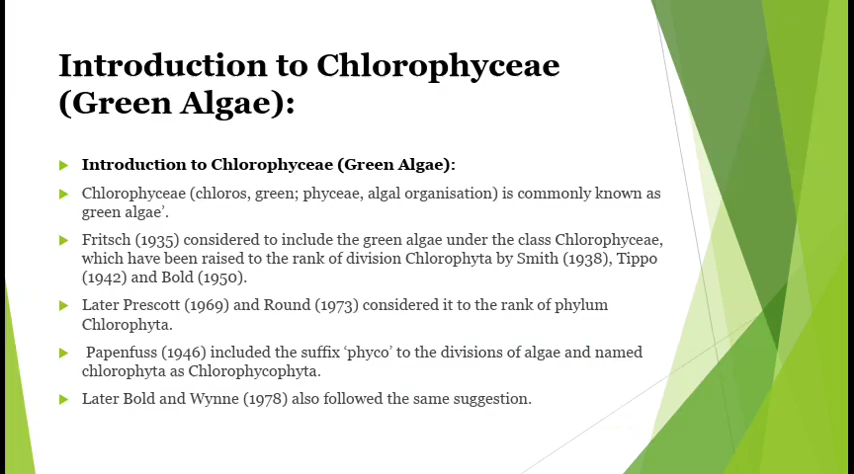 Introduction to Chlorophyceae
(Green Algae):
Introduction to Chlorophyceae (Green Algae):
Chlorophyceae (chloros, green; phyceae, algal organisation) is commonly known as
green algae’.
Fritsch (1935) considered to include the green algae under the class Chlorophyceae,
which have been raised to the rank of division Chlorophyta by Smith (1938), Tippo
(1942) and Bold (1950).
Later Prescott (1969) and Round (1973) considered it to the rank of phylum
Chlorophyta.
Papenfuss (1946) included the suffix ‘phyco’ to the divisions of algae and named
chlorophyta as Chlorophycophyta.
Later Bold and Wynne (1978) also followed the same suggestion.